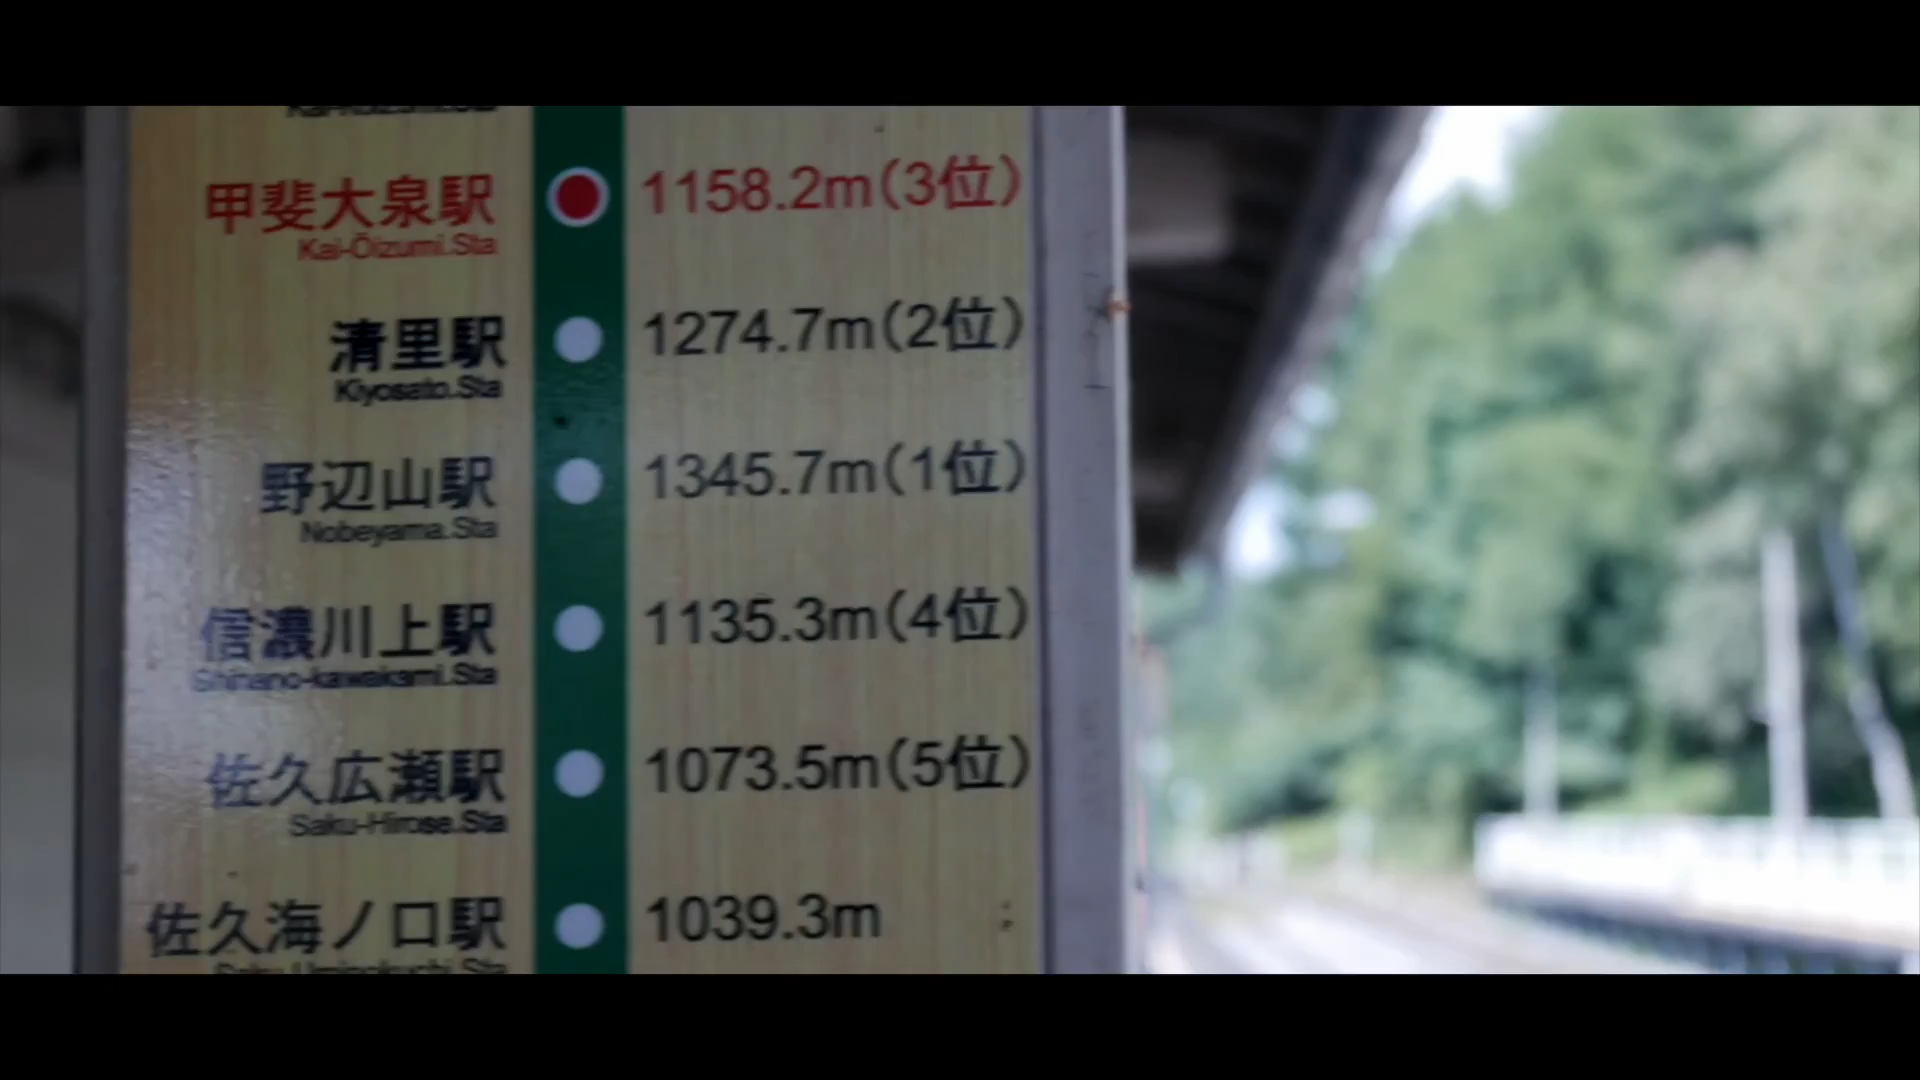 甲斐大泉駅 1158.2m(3位)
Kai-Ōizumi.Sta
清里駅 1274.7m(2位)
Kiyosato.Sta
野辺山駅 1345.7m(1位)
Nobeyama.Sta
信濃川上駅 1135.3m(4位)
Shinano-kawakami.Sta
佐久広瀬駅 1073.5m(5位)
Saku-Hirose.Sta
佐久海ノ口駅 1039.3m